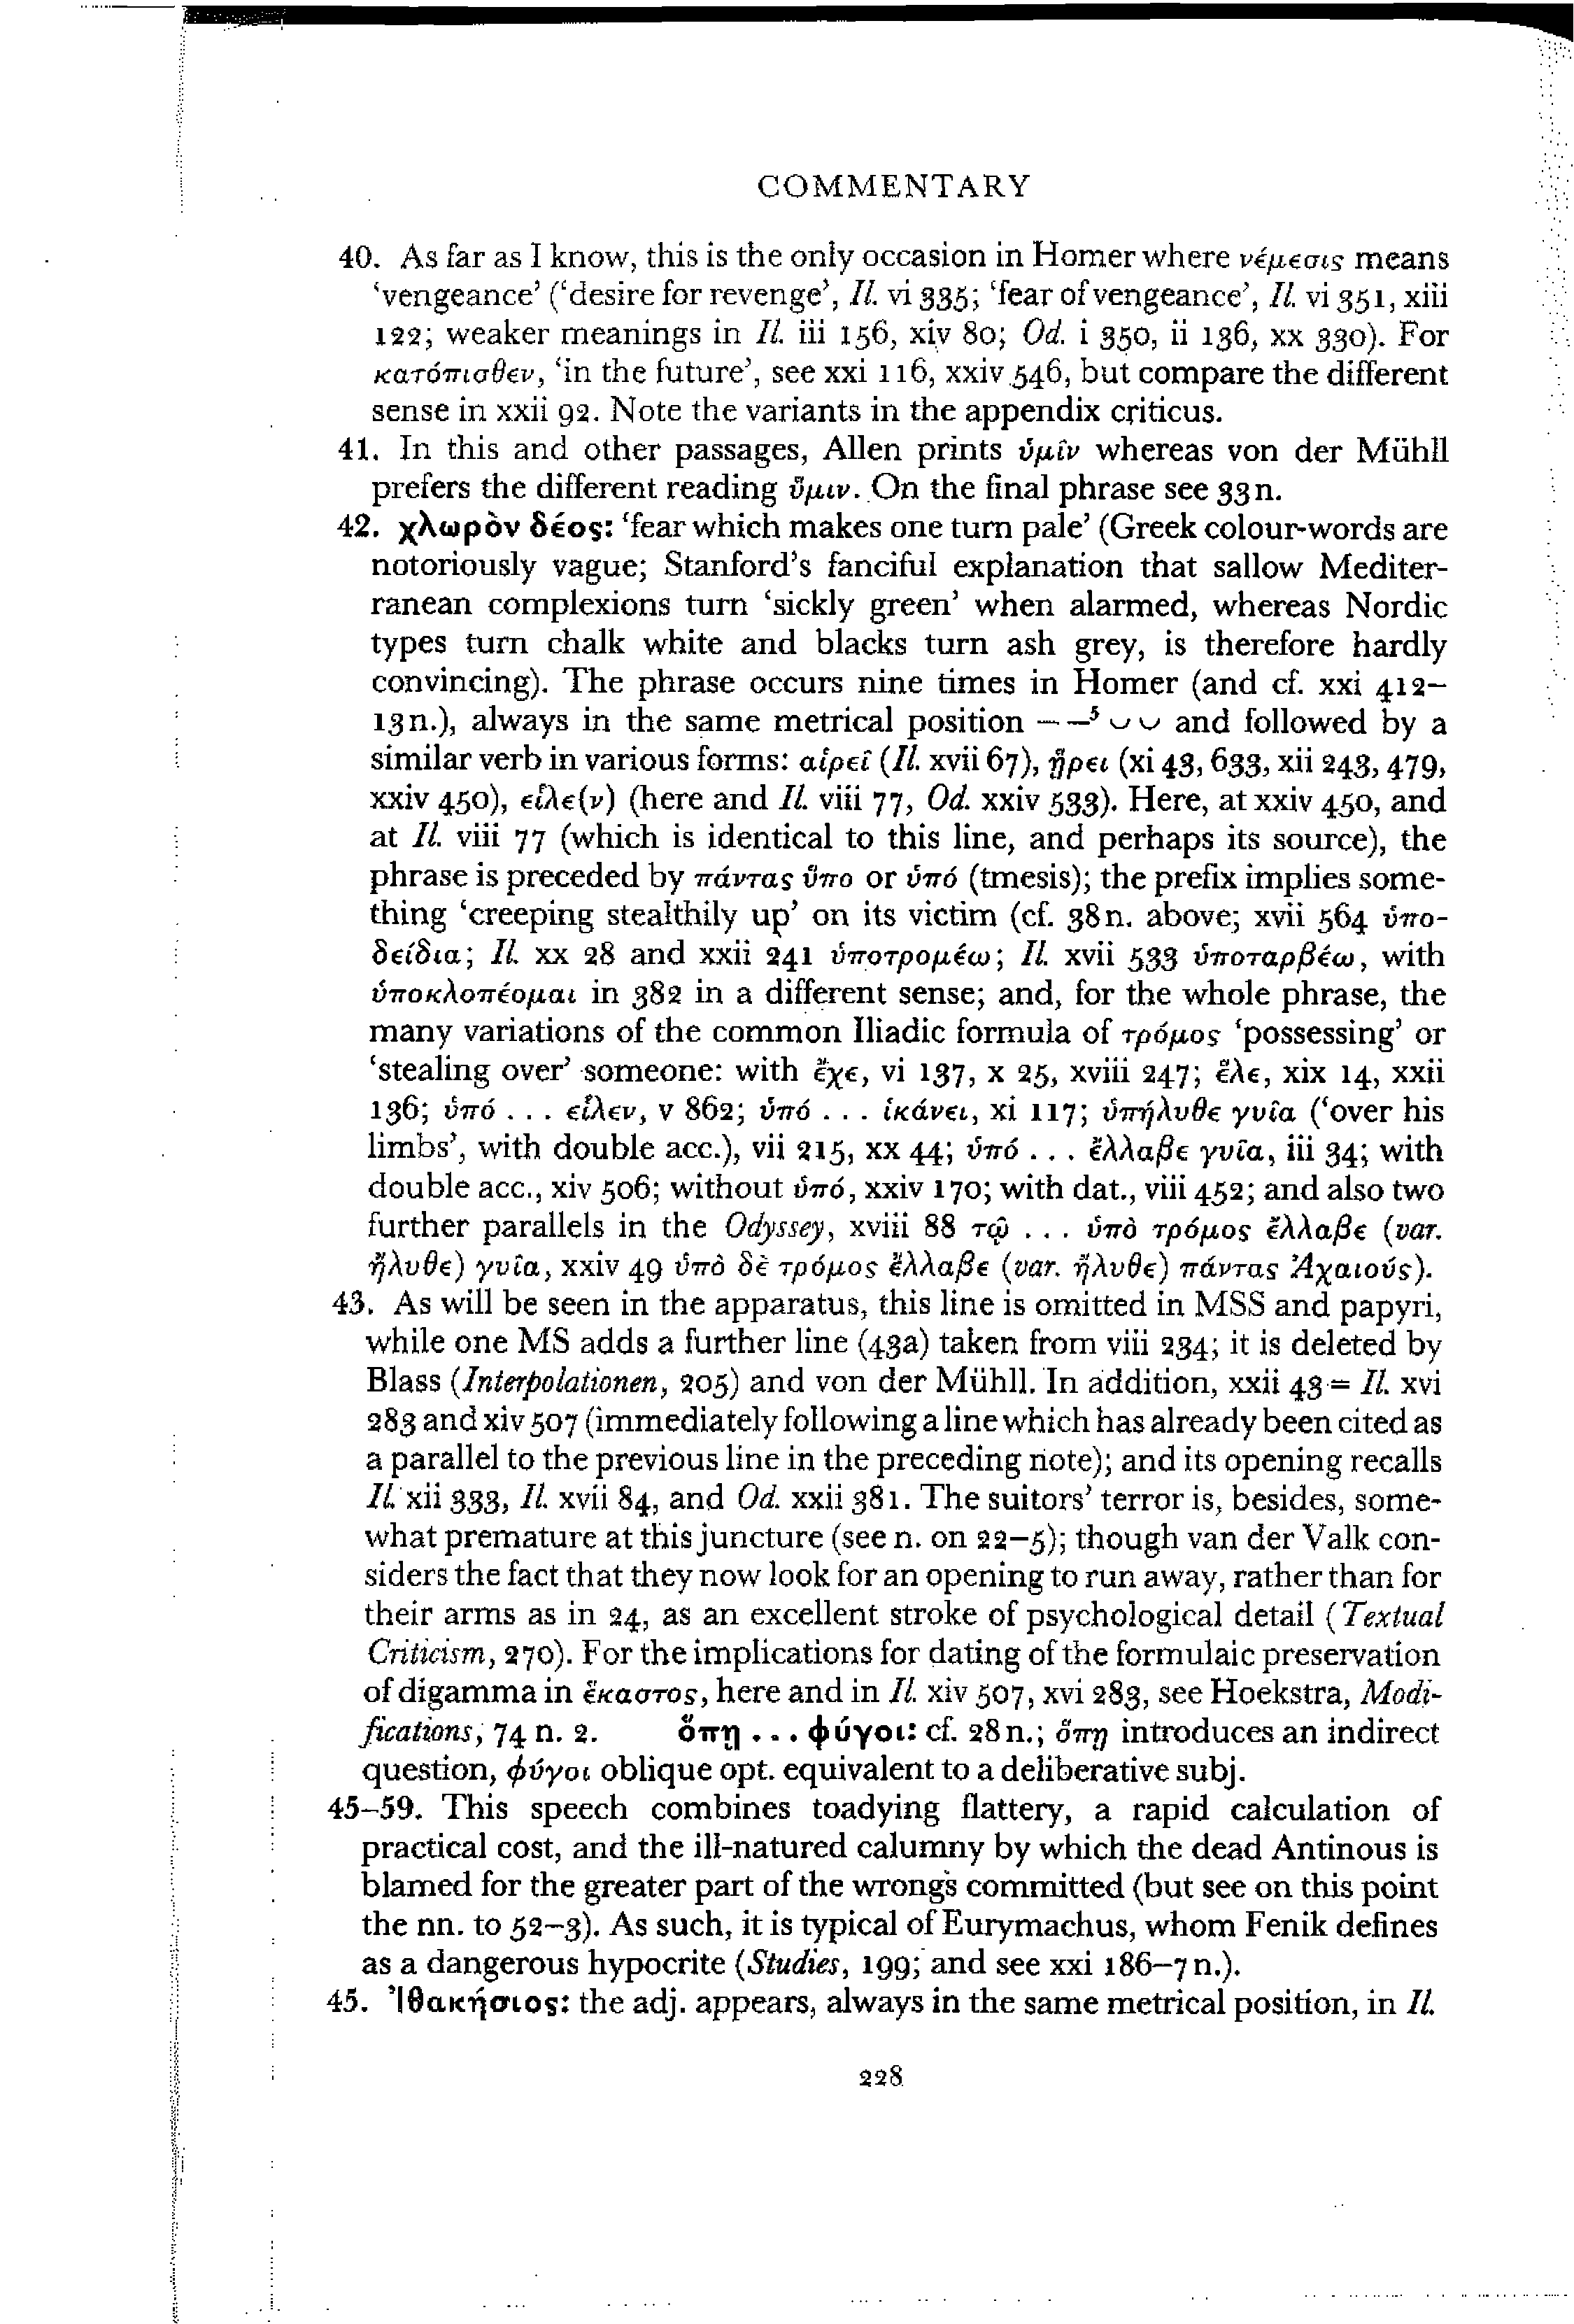 COMMENTARY
40. As far as I know, this is the only occasion in Homer where νέμεσις means
‘vengeance’ (‘desire for revenge’, Il. vi 335; ‘fear of vengeance’, Il. vi 351, xiii
122; weaker meanings in Il. iii 156, xiv 80; Od. i 350, ii 136, xx 330). For
κατόπισθεν, ‘in the future’, see xxi 116, xxiv 546, but compare the different
sense in xxii 92. Note the variants in the appendix criticus.
41. In this and other passages, Allen prints ὑμῖν whereas von der Mühll
prefers the different reading ὔμιν. On the final phrase see 33n.
42. χλωρὸν δέος: ‘fear which makes one turn pale’ (Greek colour-words are
notoriously vague; Stanford’s fanciful explanation that sallow Mediter-
ranean complexions turn ‘sickly green’ when alarmed, whereas Nordic
types turn chalk white and blacks turn ash grey, is therefore hardly
convincing). The phrase occurs nine times in Homer (and cf. xxi 412–
13n.), always in the same metrical position – –⁵ ᴗ ᴗ and followed by a
similar verb in various forms: αἱρεῖ (Il. xvii 67), ᾕρει (xi 43, 633, xii 243, 479,
xxiv 450), εἷλε(ν) (here and Il. viii 77, Od. xxiv 533). Here, at xxiv 450, and
at Il. viii 77 (which is identical to this line, and perhaps its source), the
phrase is preceded by πάντας ὕπο or ὑπό (tmesis); the prefix implies some-
thing ‘creeping stealthily up’ on its victim (cf. 38n. above; xvii 564 ὑπο-
δείδια; Il. xx 28 and xxii 241 ὑποτρομέω; Il. xvii 533 ὑποταρβέω, with
ὑποκλοπέομαι in 382 in a different sense; and, for the whole phrase, the
many variations of the common Iliadic formula of τρόμος ‘possessing’ or
‘stealing over’ someone: with ἔχε, vi 137, x 25, xviii 247; ἕλε, xix 14, xxii
136; ὑπό . . . εἷλεν, v 862; ὑπό . . . ἱκάνει, xi 117; ὑπήλυθε γυῖα (‘over his
limbs’, with double acc.), vii 215, xx 44; ὑπό . . . ἔλλαβε γυῖα, iii 34; with
double acc., xiv 506; without ὑπό, xxiv 170; with dat., viii 452; and also two
further parallels in the Odyssey, xviii 88 τῷ . . . ὑπὸ τρόμος ἔλλαβε (var.
ἤλυθε) γυῖα, xxiv 49 ὑπὸ δὲ τρόμος ἔλλαβε (var. ἤλυθε) πάντας Ἀχαιούς).
43. As will be seen in the apparatus, this line is omitted in MSS and papyri,
while one MS adds a further line (43a) taken from viii 234; it is deleted by
Blass (Interpolationen, 205) and von der Mühll. In addition, xxii 43 = Il. xvi
283 and xiv 507 (immediately following a line which has already been cited as
a parallel to the previous line in the preceding note); and its opening recalls
Il. xii 333, Il. xvii 84, and Od. xxii 381. The suitors’ terror is, besides, some-
what premature at this juncture (see n. on 22–5); though van der Valk con-
siders the fact that they now look for an opening to run away, rather than for
their arms as in 24, as an excellent stroke of psychological detail (Textual
Criticism, 270). For the implications for dating of the formulaic preservation
of digamma in ἕκαστος, here and in Il. xiv 507, xvi 283, see Hoekstra, Modi-
fications, 74 n. 2. ὅπῃ . . . φύγοι: cf. 28n.; ὅπῃ introduces an indirect
question, φύγοι oblique opt. equivalent to a deliberative subj.
45–59. This speech combines toadying flattery, a rapid calculation of
practical cost, and the ill-natured calumny by which the dead Antinous is
blamed for the greater part of the wrongs committed (but see on this point
the nn. to 52–3). As such, it is typical of Eurymachus, whom Fenik defines
as a dangerous hypocrite (Studies, 199; and see xxi 186–7n.).
45. Ἰθακήσιος: the adj. appears, always in the same metrical position, in Il.
228